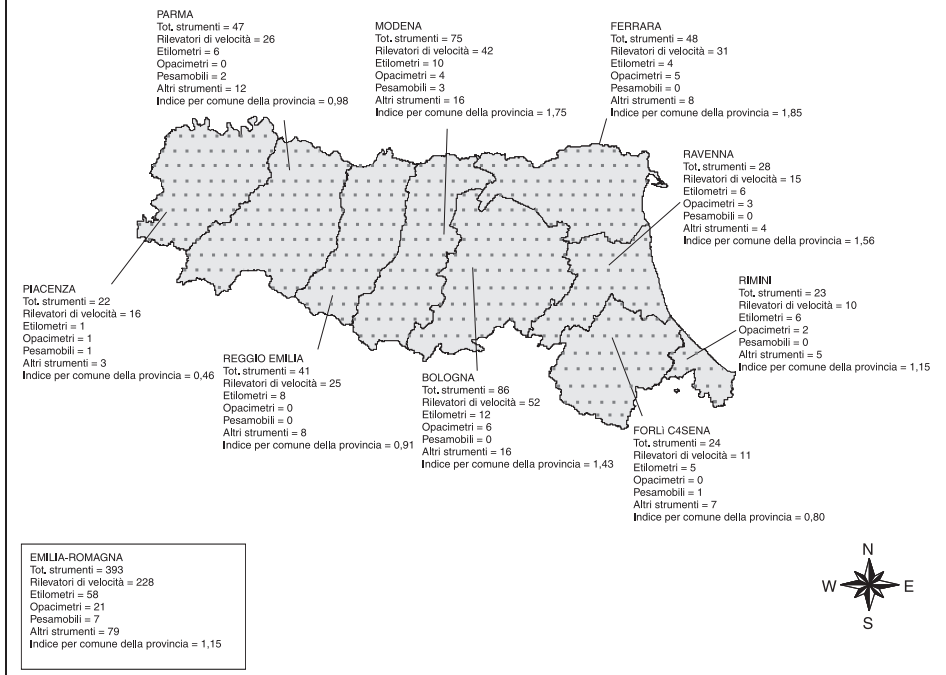 PARMA
Tot. strumenti = 47
Rilevatori di velocità = 26
Etilometri = 6
Opacimetri = 0
Pesamobili = 2
Altri strumenti = 12
Indice per comune della provincia = 0,98
MODENA
Tot. strumenti = 75
Rilevatori di velocità = 42
Etilometri = 10
Opacimetri = 4
Pesamobili = 3
Altri strumenti = 16
Indice per comune della provincia = 1,75
FERRARA
Tot. strumenti = 48
Rilevatori di velocità = 31
Etilometri = 4
Opacimetri = 5
Pesamobili = 0
Altri strumenti = 8
Indice per comune della provincia = 1,85
RAVENNA
Tot. strumenti = 28
Rilevatori di velocità = 15
Etilometri = 6
Opacimetri = 3
Pesamobili = 0
Altri strumenti = 4
Indice per comune della provincia = 1,56
PIACENZA
Tot. strumenti = 22
Rilevatori di velocità = 16
Etilometri = 1
Opacimetri = 1
Pesamobili = 1
Altri strumenti = 3
Indice per comune della provincia = 0,46
RIMINI
Tot. strumenti = 23
Rilevatori di velocità = 10
Etilometri = 6
Opacimetri = 2
Pesamobili = 0
Altri strumenti = 5
Indice per comune della provincia = 1,15
REGGIO EMILIA
Tot. strumenti = 41
Rilevatori di velocità = 25
Etilometri = 8
Opacimetri = 0
Pesamobili = 0
Altri strumenti = 8
Indice per comune della provincia = 0,91
BOLOGNA
Tot. strumenti = 86
Rilevatori di velocità = 52
Etilometri = 12
Opacimetri = 6
Pesamobili = 0
Altri strumenti = 16
Indice per comune della provincia = 1,43
FORLì C4SENA
Tot. strumenti = 24
Rilevatori di velocità = 11
Etilometri = 5
Opacimetri = 0
Pesamobili = 1
Altri strumenti = 7
Indice per comune della provincia = 0,80
EMILIA-ROMAGNA
Tot. strumenti = 393
Rilevatori di velocità = 228
Etilometri = 58
Opacimetri = 21
Pesamobili = 7
Altri strumenti = 79
Indice per comune della provincia = 1,15
N
W E
S